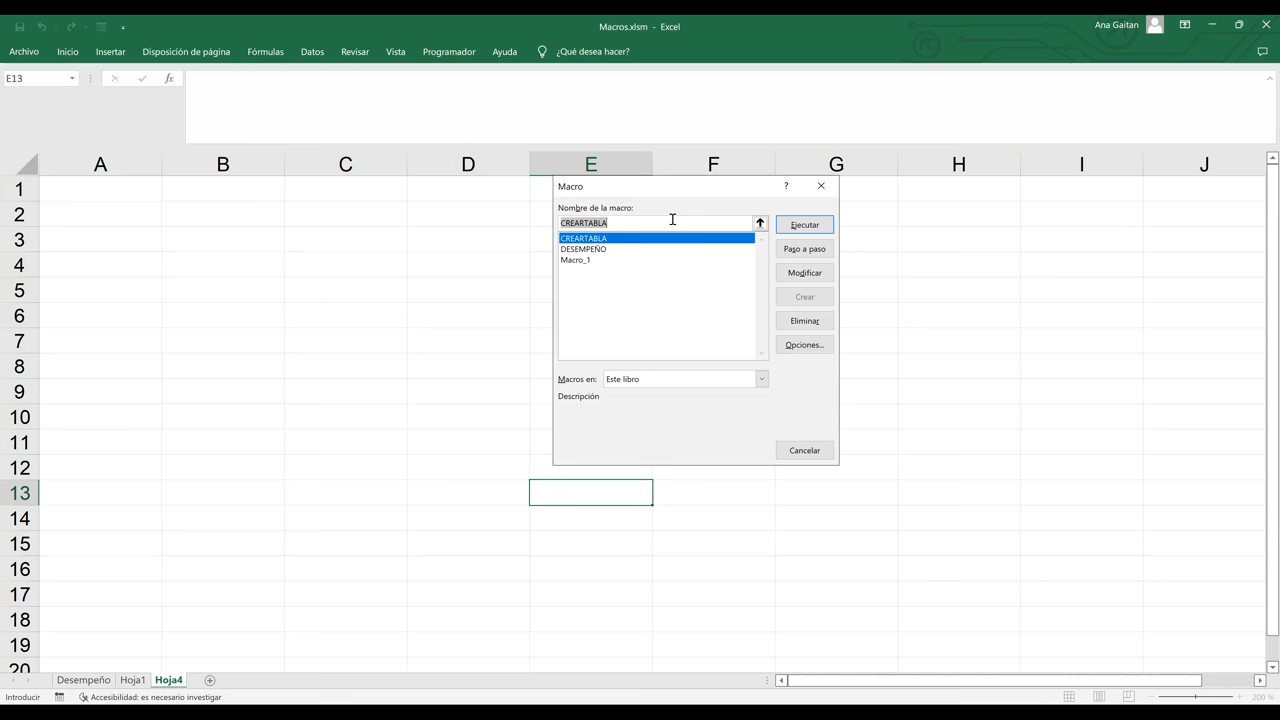 Macros.xlsm - Excel
Ana Gaitan
Archivo Inicio Insertar Disposición de página Fórmulas Datos Revisar Vista Programador Ayuda ¿Qué desea hacer?
E13 fx
A B C D E F G H I J
1
2
3
4
5
6
7
8
9
10
11
12
13
14
15
16
17
18
19
20
Macro ?
Nombre de la macro:
CREARTABLA
CREARTABLA
DESEMPEÑO
Macro_1
Ejecutar
Paso a paso
Modificar
Crear
Eliminar
Opciones...
Macros en: Este libro
Descripción
Cancelar
Desempeño Hoja1 Hoja4
Introducir Accesibilidad: es necesario investigar 200 %